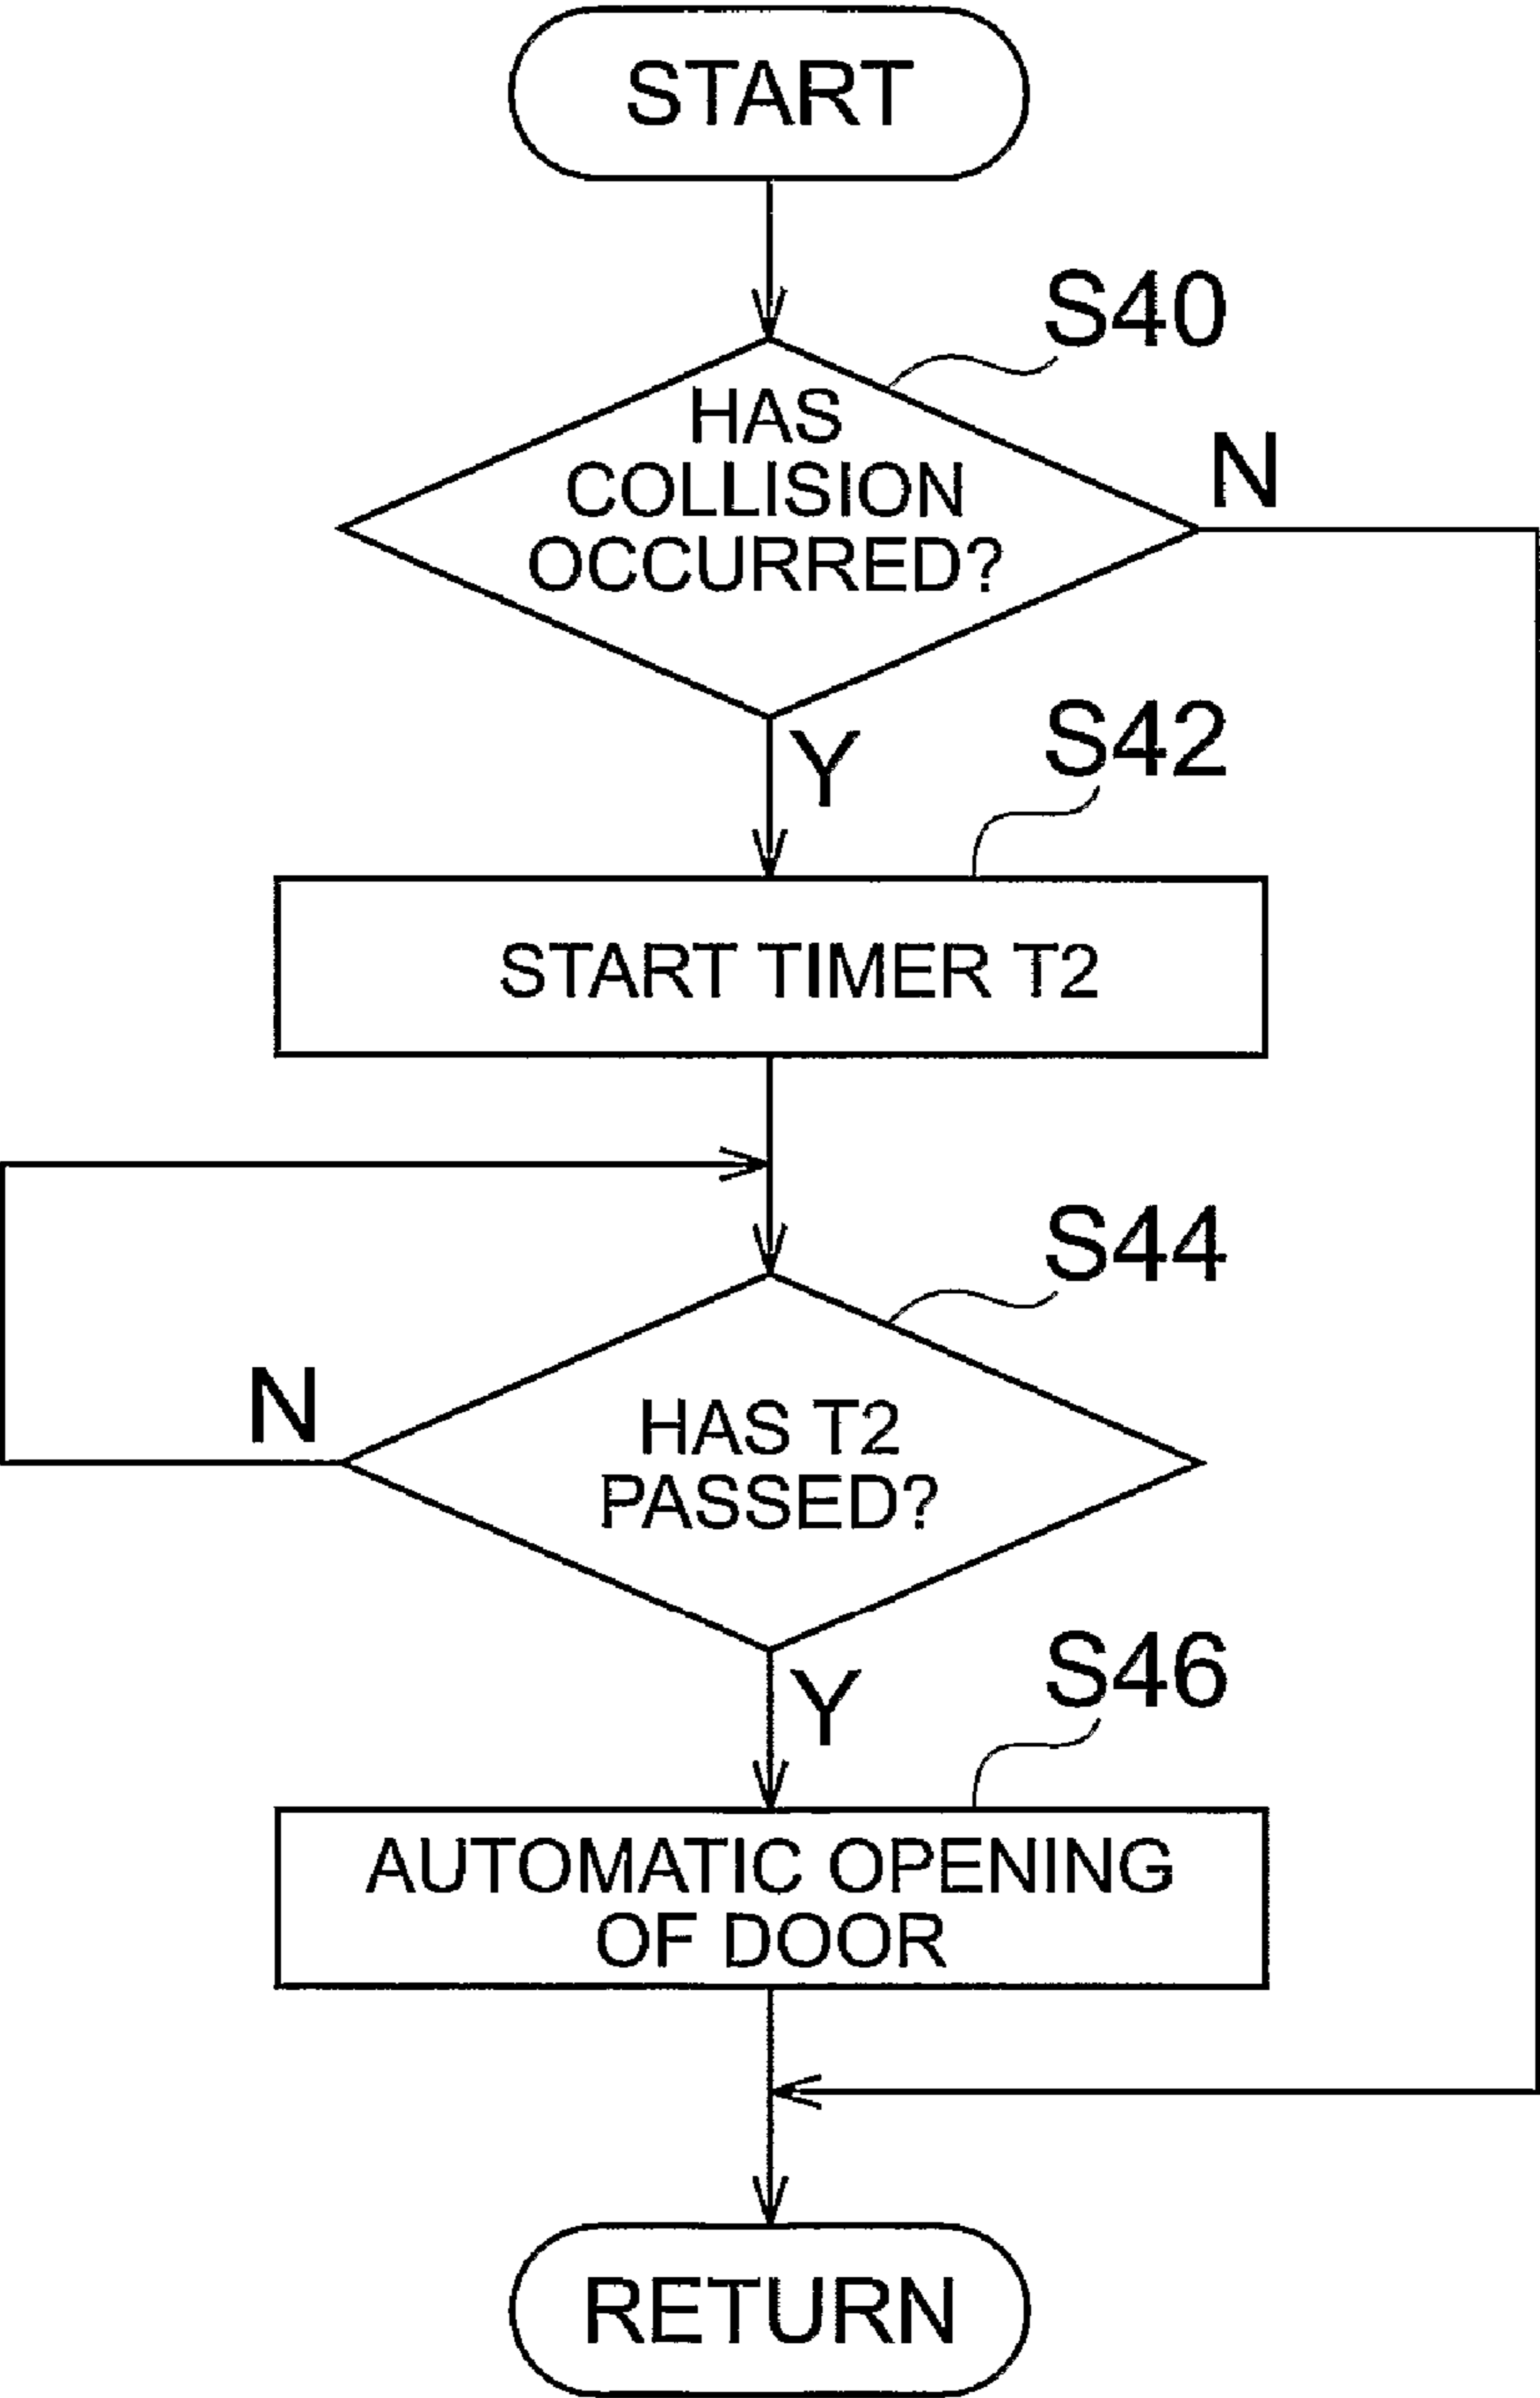 START
S40
HAS
COLLISION
OCCURRED?
N
Y
S42
START TIMER T2
S44
N
HAS T2
PASSED?
Y
S46
AUTOMATIC OPENING
OF DOOR
RETURN